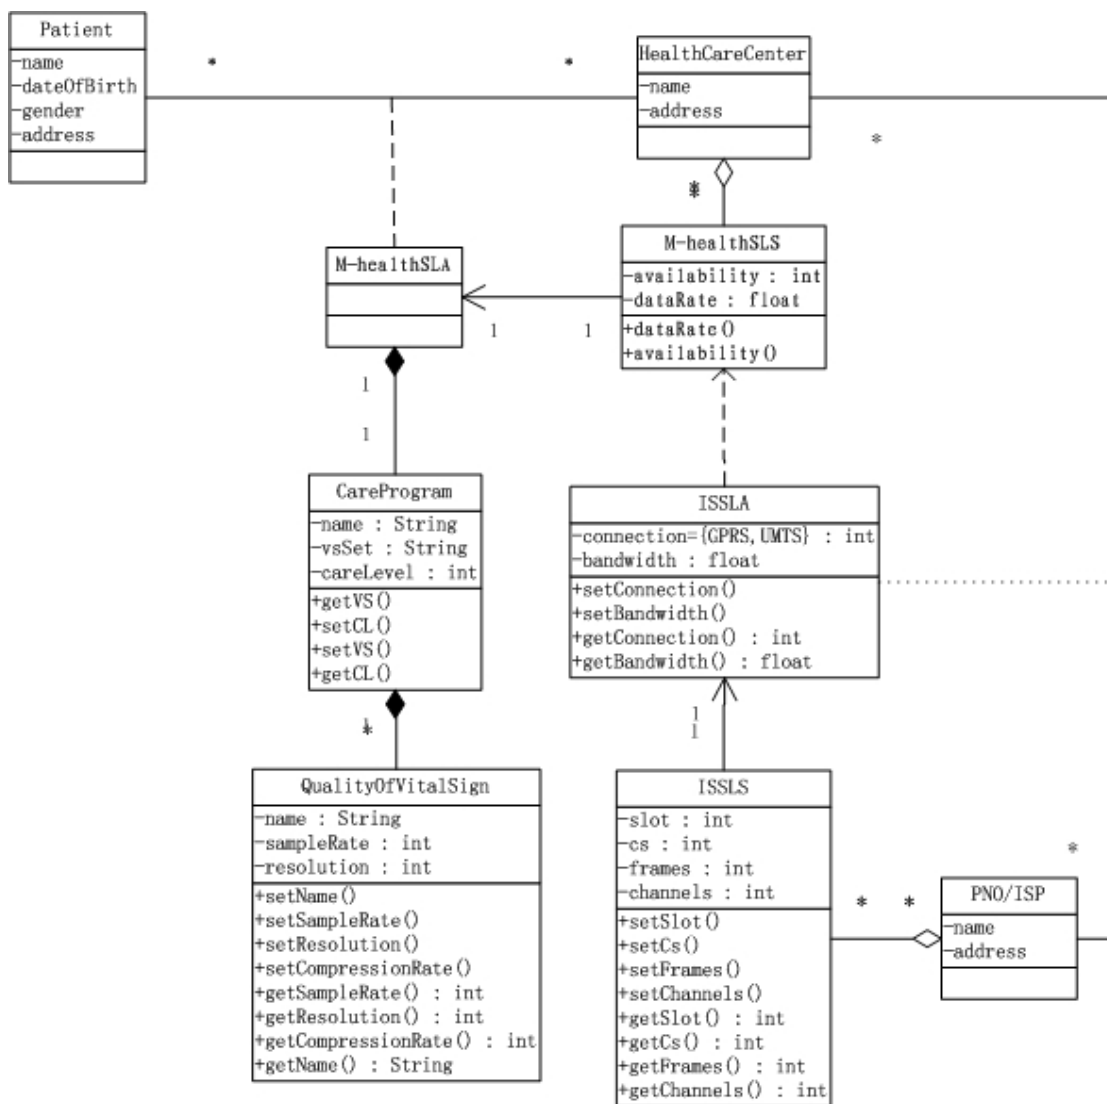 Patient
-name
-dateOfBirth
-gender
-address
*
*
HealthCareCenter
-name
-address
*
*
M-healthSLA
M-healthSLS
-availability : int
-dataRate : float
+dataRate()
+availability()
1
1
1
1
CareProgram
-name : String
-vsSet : String
-careLevel : int
+getVS()
+setCL()
+setVS()
+getCL()
ISSLA
-connection={GPRS,UMTS} : int
-bandwidth : float
+setConnection()
+setBandwidth()
+getConnection() : int
+getBandwidth() : float
*
1
1
QualityOfVitalSign
-name : String
-sampleRate : int
-resolution : int
+setName()
+setSampleRate()
+setResolution()
+setCompressionRate()
+getSampleRate() : int
+getResolution() : int
+getCompressionRate() : int
+getName() : String
ISSLS
-slot : int
-cs : int
-frames : int
-channels : int
+setSlot()
+setCs()
+setFrames()
+setChannels()
+getSlot() : int
+getCs() : int
+getFrames() : int
+getChannels() : int
*
*
*
PNO/ISP
-name
-address